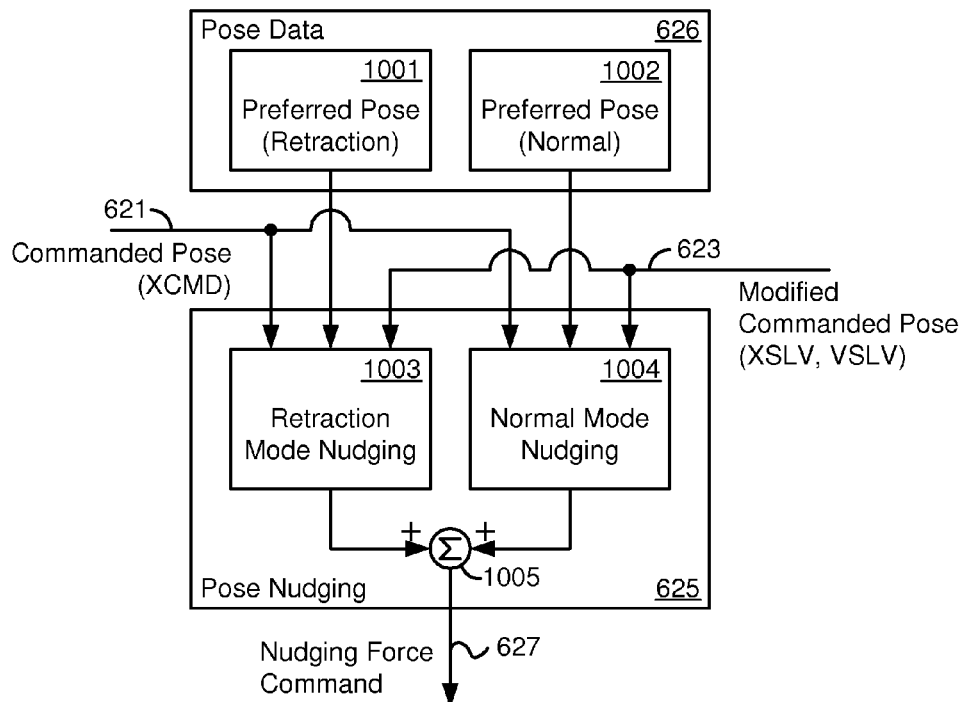 Pose Data
626
1001
Preferred Pose
(Retraction)
1002
Preferred Pose
(Normal)
621
Commanded Pose
(XCMD)
623
Modified
Commanded Pose
(XSLV, VSLV)
1003
Retraction
Mode Nudging
1004
Normal Mode
Nudging
+
+
Σ
1005
Pose Nudging
625
Nudging Force
Command
627